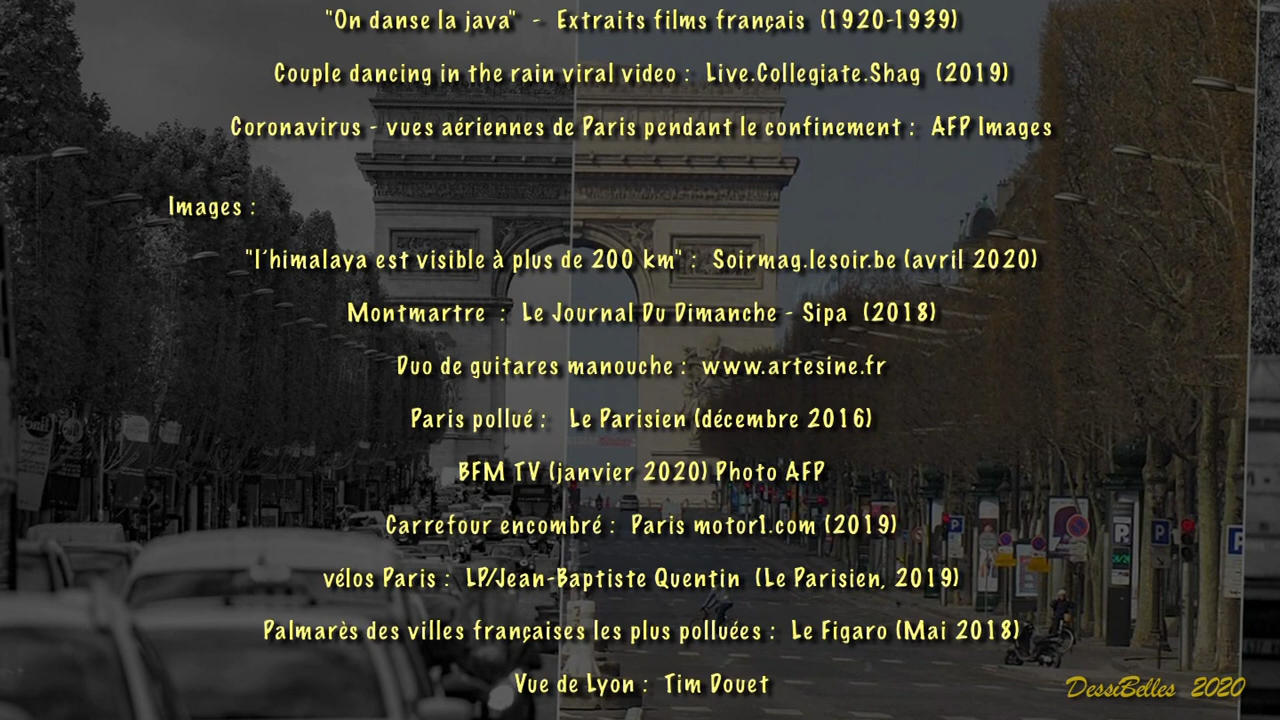 "On danse la java" - Extraits films français (1920-1939)
Couple dancing in the rain viral video : Live.Collegiate.Shag (2019)
Coronavirus - vues aériennes de Paris pendant le confinement : AFP Images
Images :
"l'himalaya est visible à plus de 200 km" : Soirmag.lesoir.be (avril 2020)
Montmartre : Le Journal Du Dimanche - Sipa (2018)
Duo de guitares manouche : www.artesine.fr
Paris pollué : Le Parisien (décembre 2016)
BFM TV (janvier 2020) Photo AFP
Carrefour encombré : Paris motor1.com (2019)
vélos Paris : LP/Jean-Baptiste Quentin (Le Parisien, 2019)
Palmarès des villes françaises les plus polluées : Le Figaro (Mai 2018)
Vue de Lyon : Tim Douet
DessiBelles 2020